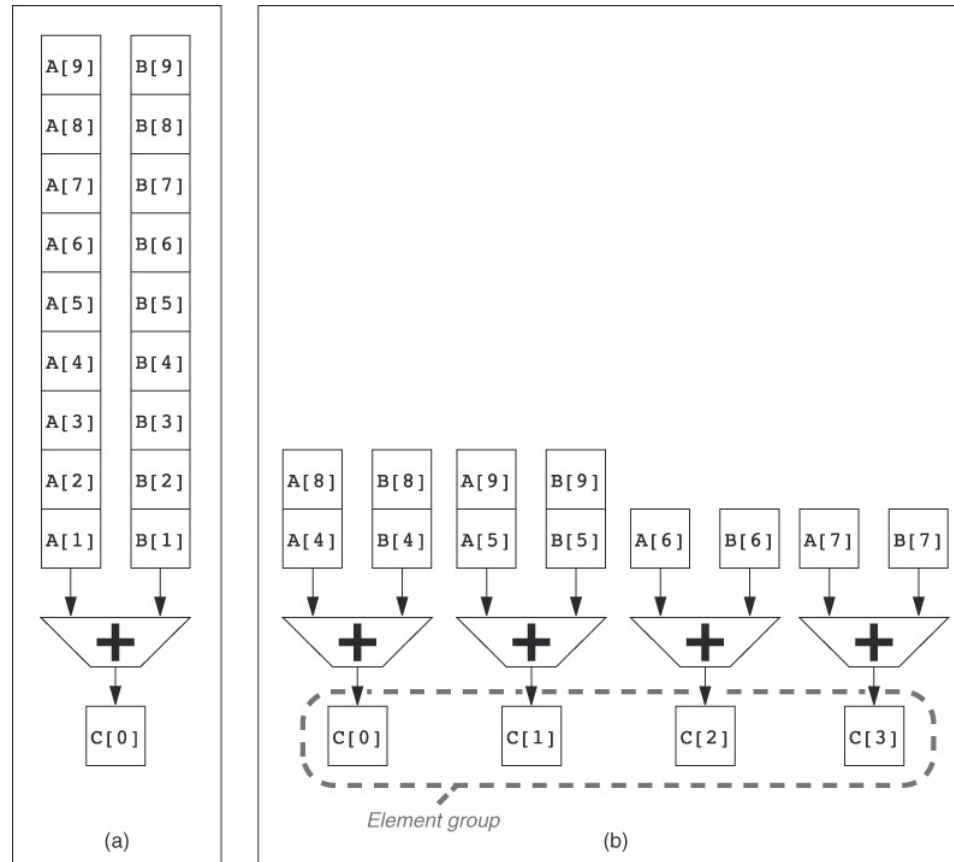 A[9] B[9]
A[8] B[8]
A[7] B[7]
A[6] B[6]
A[5] B[5]
A[4] B[4]
A[3] B[3]
A[2] B[2]
A[1] B[1]
+
C[0]
(a)
A[8] B[8] A[9] B[9]
A[4] B[4] A[5] B[5] A[6] B[6] A[7] B[7]
+ + + +
C[0] C[1] C[2] C[3]
Element group
(b)